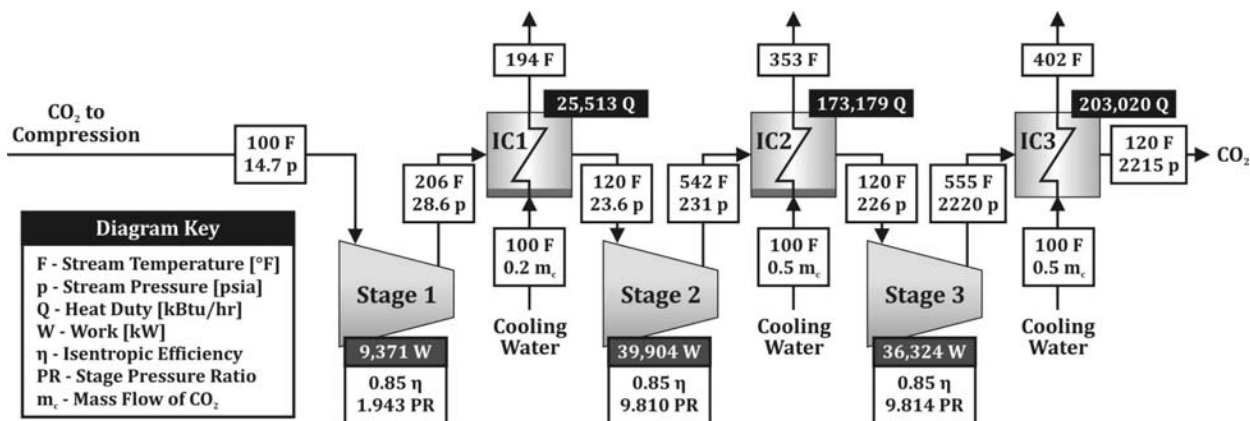 CO₂ to
Compression
100 F
14.7 p
Stage 1
9,371 W
0.85 η
1.943 PR
206 F
28.6 p
194 F
25,513 Q
IC1
100 F
0.2 m꜀
Cooling
Water
120 F
23.6 p
Stage 2
39,904 W
0.85 η
9.810 PR
542 F
231 p
353 F
173,179 Q
IC2
100 F
0.5 m꜀
Cooling
Water
120 F
226 p
Stage 3
36,324 W
0.85 η
9.814 PR
555 F
2220 p
402 F
203,020 Q
IC3
100 F
0.5 m꜀
Cooling
Water
120 F
2215 p
CO₂
Diagram Key
F - Stream Temperature [°F]
p - Stream Pressure [psia]
Q - Heat Duty [kBtu/hr]
W - Work [kW]
η - Isentropic Efficiency
PR - Stage Pressure Ratio
m꜀ - Mass Flow of CO₂